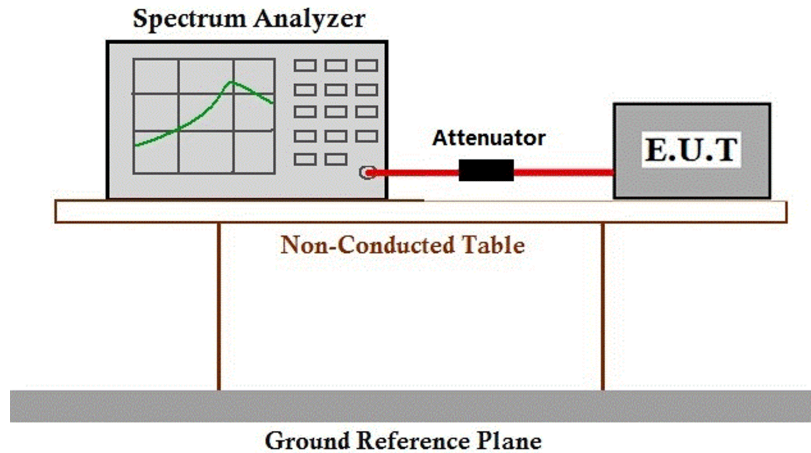 Spectrum Analyzer
Attenuator
E.U.T
Non-Conducted Table
Ground Reference Plane